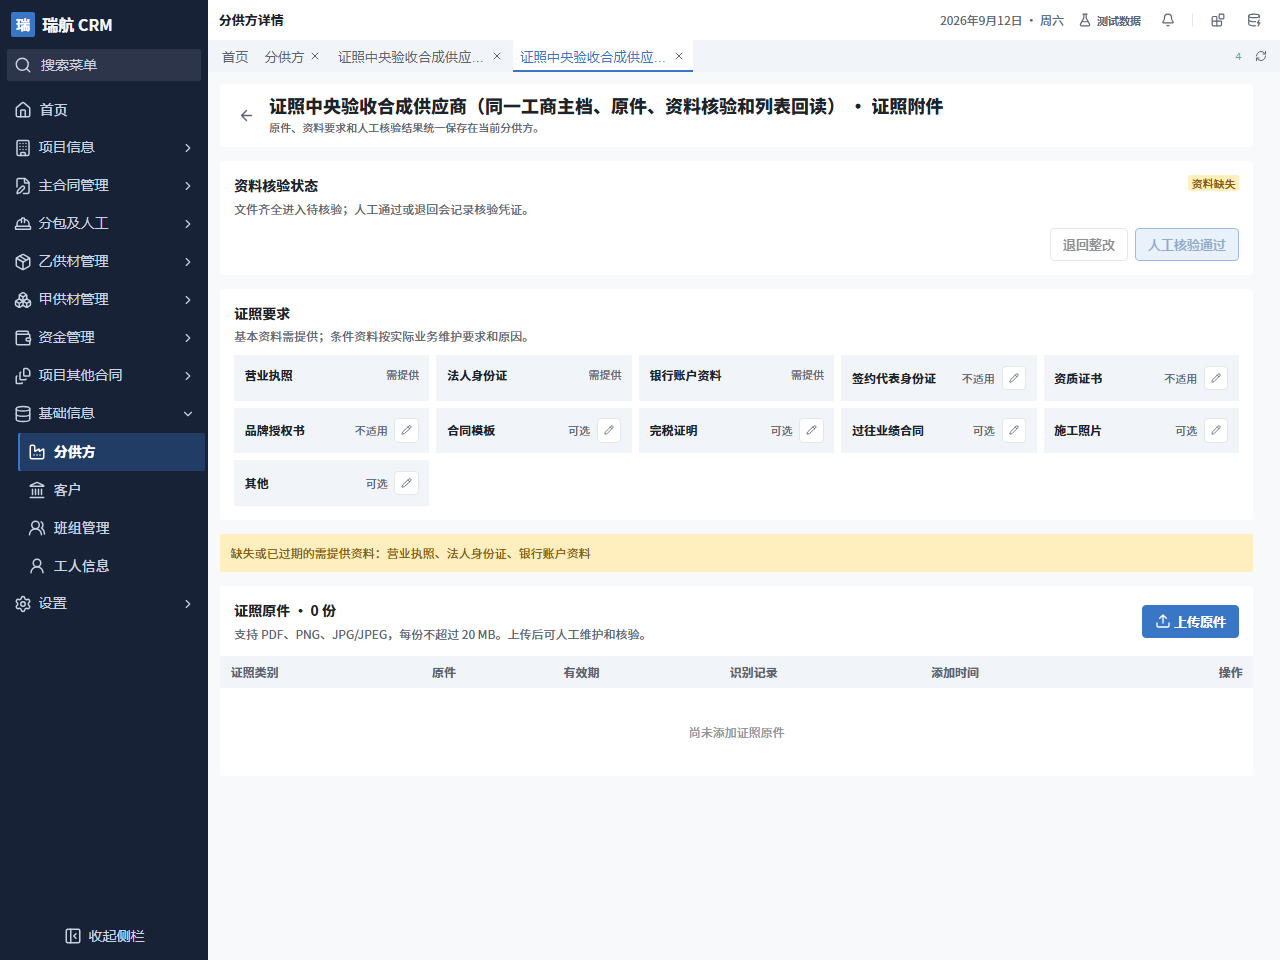 瑞 瑞航 CRM
搜索菜单
首页
项目信息
主合同管理
分包及人工
乙供材管理
甲供材管理
资金管理
项目其他合同
基础信息
分供方
客户
班组管理
工人信息
设置
收起侧栏
分供方详情
2026年9月12日 • 周六 测试数据
首页 分供方 证照中央验收合成供应... 证照中央验收合成供应... 4
证照中央验收合成供应商（同一工商主档、原件、资料核验和列表回读） • 证照附件
原件、资料要求和人工核验结果统一保存在当前分供方。
资料核验状态 资料缺失
文件齐全进入待核验；人工通过或退回会记录核验凭证。
退回整改 人工核验通过
证照要求
基本资料需提供；条件资料按实际业务维护要求和原因。
营业执照 需提供 法人身份证 需提供 银行账户资料 需提供 签约代表身份证 不适用 资质证书 不适用
品牌授权书 不适用 合同模板 可选 完税证明 可选 过往业绩合同 可选 施工照片 可选
其他 可选
缺失或已过期的需提供资料：营业执照、法人身份证、银行账户资料
证照原件 • 0 份
支持 PDF、PNG、JPG/JPEG，每份不超过 20 MB。上传后可人工维护和核验。
上传原件
证照类别 原件 有效期 识别记录 添加时间 操作
尚未添加证照原件